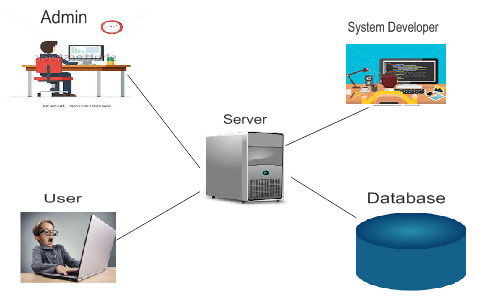 Admin
System Developer
Server
User
Database